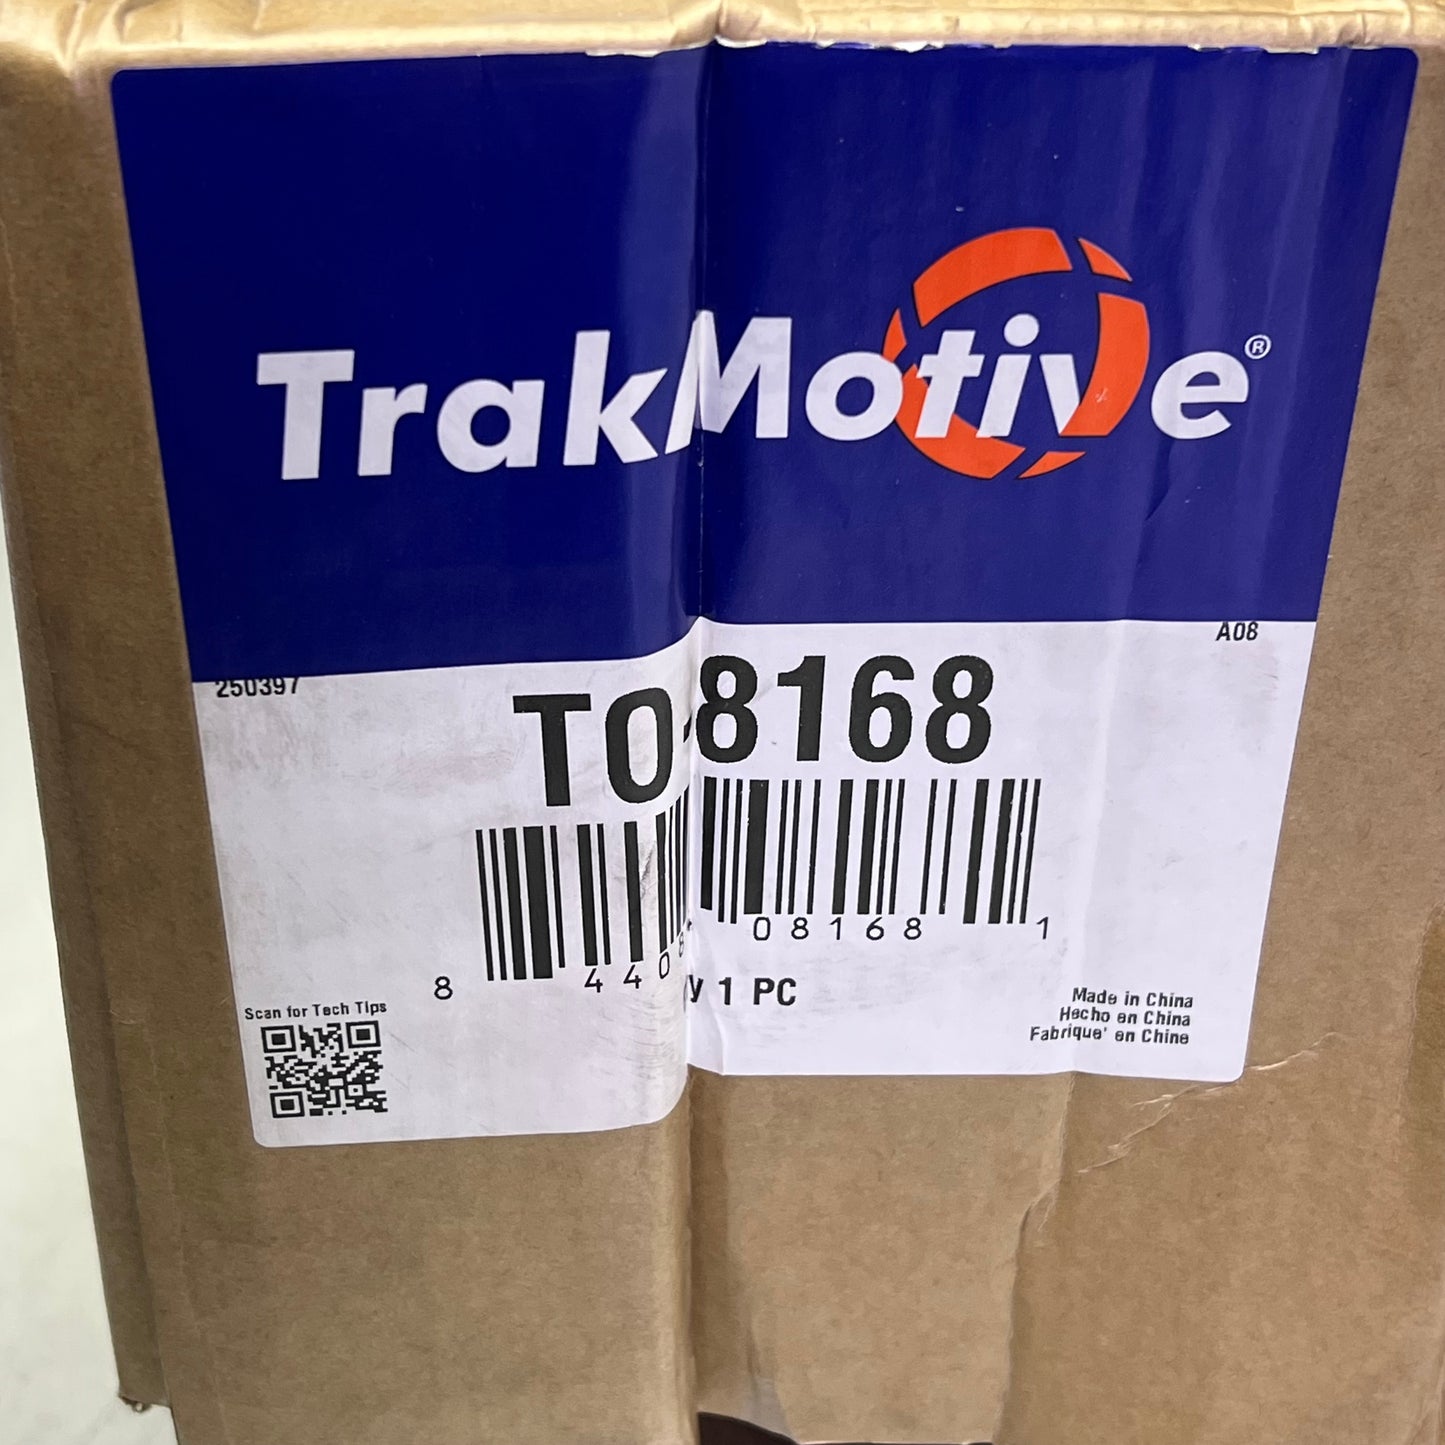 TrakMotive®
250397
A08
TO-8168
8 4408 08168 1
y 1 PC
Scan for Tech Tips
Made in China
Hecho en China
Fabrique' en Chine